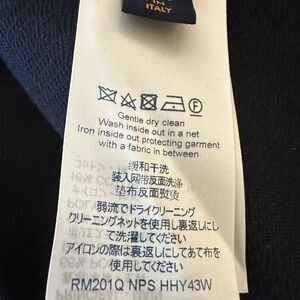 IN
ITALY
F
Gentle dry clean
Wash inside out in a net
Iron inside out protecting garment
with a fabric in between
缓和干洗
装入网带反面洗涤
垫布反面熨烫
弱流でドライクリーニング
クリーニングネットを使用し裏返しにし
て洗濯してください
アイロンの際は裏返しにしてあて布を
使用してください
RM201Q NPS HHY43W